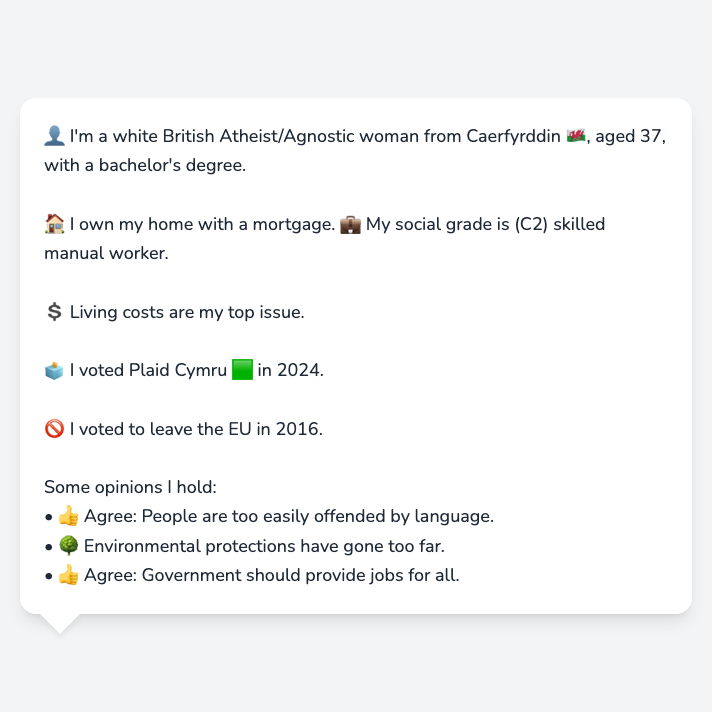 👤 I'm a white British Atheist/Agnostic woman from Caerfyrddin 🏴󠁧󠁢󠁷󠁬󠁳󠁿, aged 37,
with a bachelor's degree.
🏠 I own my home with a mortgage. 💼 My social grade is (C2) skilled
manual worker.
💲 Living costs are my top issue.
🗳️ I voted Plaid Cymru 🟩 in 2024.
🚫 I voted to leave the EU in 2016.
Some opinions I hold:
• 👍 Agree: People are too easily offended by language.
• 🌳 Environmental protections have gone too far.
• 👍 Agree: Government should provide jobs for all.